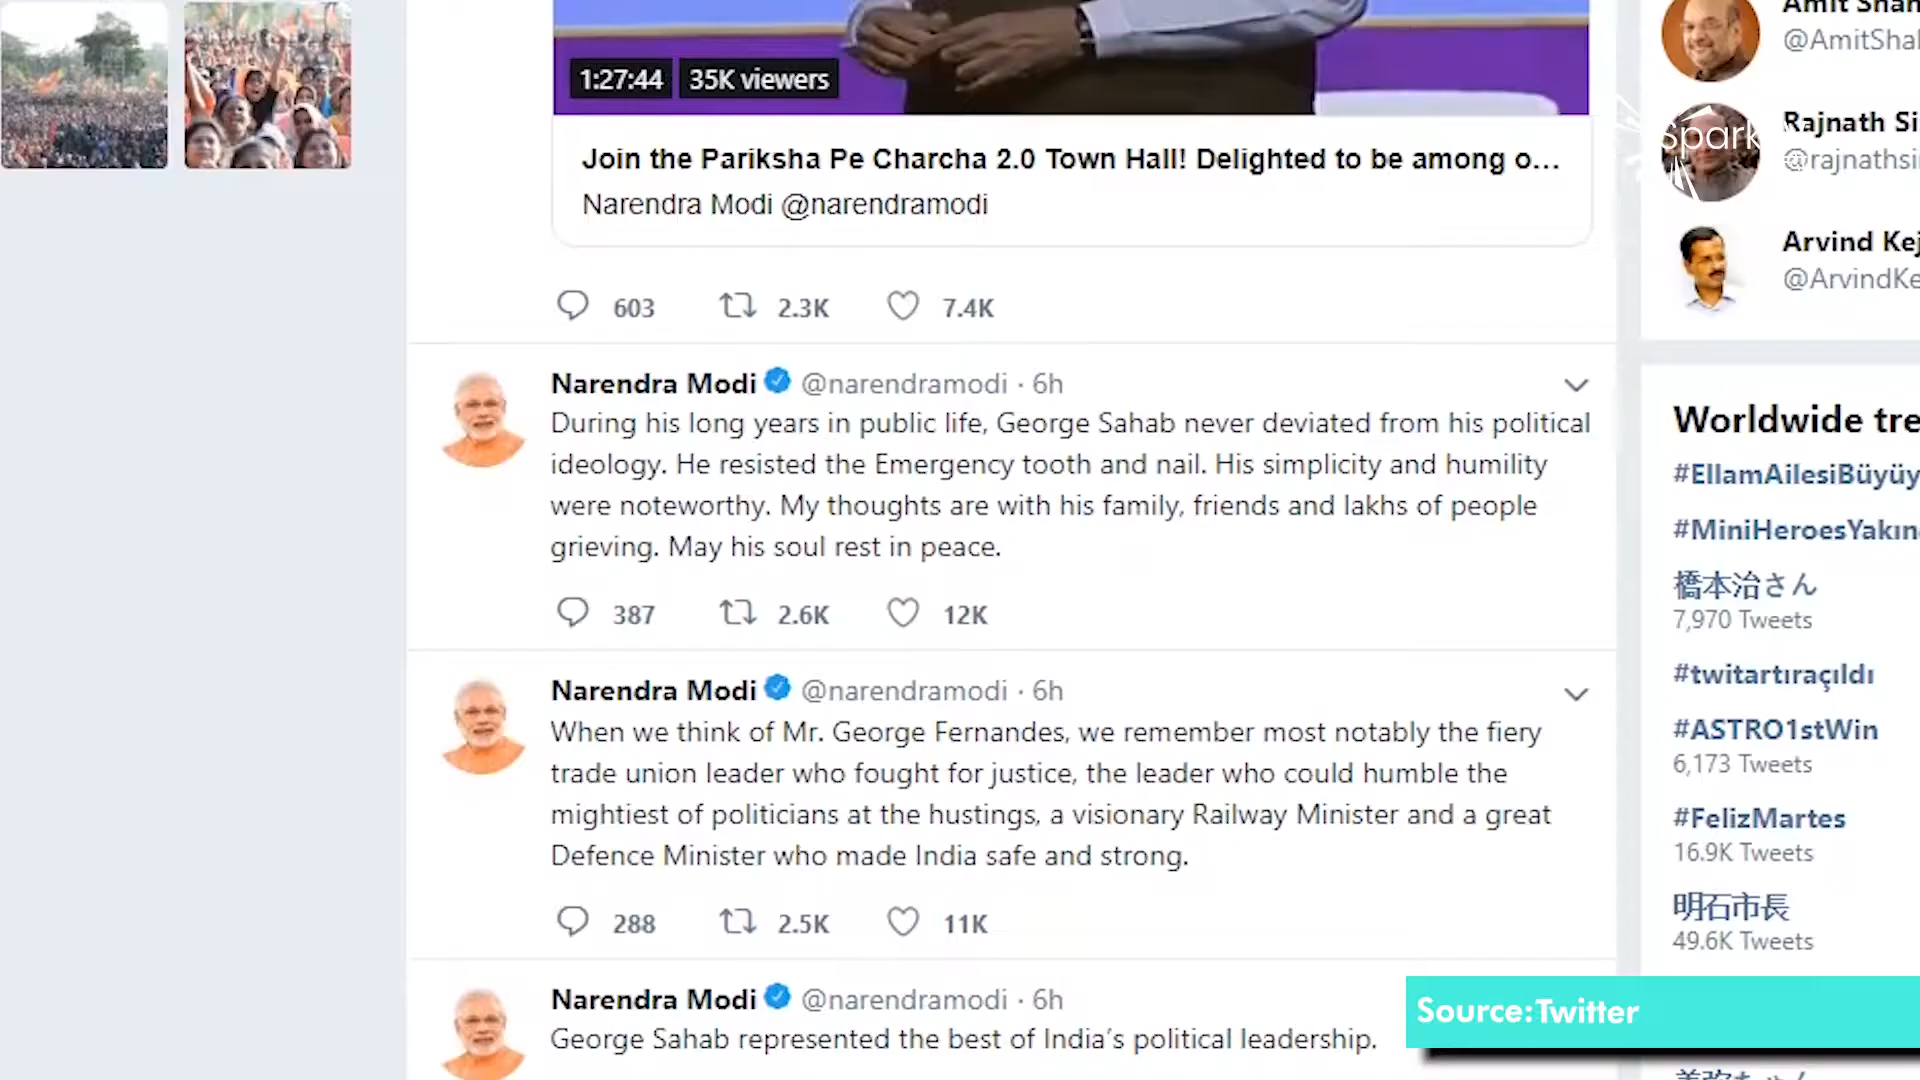 1:27:44 35K viewers
Join the Pariksha Pe Charcha 2.0 Town Hall! Delighted to be among o...
Narendra Modi @narendramodi
603 2.3K 7.4K
Narendra Modi @narendramodi · 6h
During his long years in public life, George Sahab never deviated from his political
ideology. He resisted the Emergency tooth and nail. His simplicity and humility
were noteworthy. My thoughts are with his family, friends and lakhs of people
grieving. May his soul rest in peace.
387 2.6K 12K
Narendra Modi @narendramodi · 6h
When we think of Mr. George Fernandes, we remember most notably the fiery
trade union leader who fought for justice, the leader who could humble the
mightiest of politicians at the hustings, a visionary Railway Minister and a great
Defence Minister who made India safe and strong.
288 2.5K 11K
Narendra Modi @narendramodi · 6h
George Sahab represented the best of India's political leadership.
Amit Shah
@AmitShal
Rajnath Si
@rajnathsi
Spark
Arvind Kej
@ArvindKe
Worldwide tre
#EllamAilesiBüyüy
#MiniHeroesYakın
橋本治さん
7,970 Tweets
#twitartıraçıldı
#ASTRO1stWin
6,173 Tweets
#FelizMartes
16.9K Tweets
明石市長
49.6K Tweets
Source:Twitter